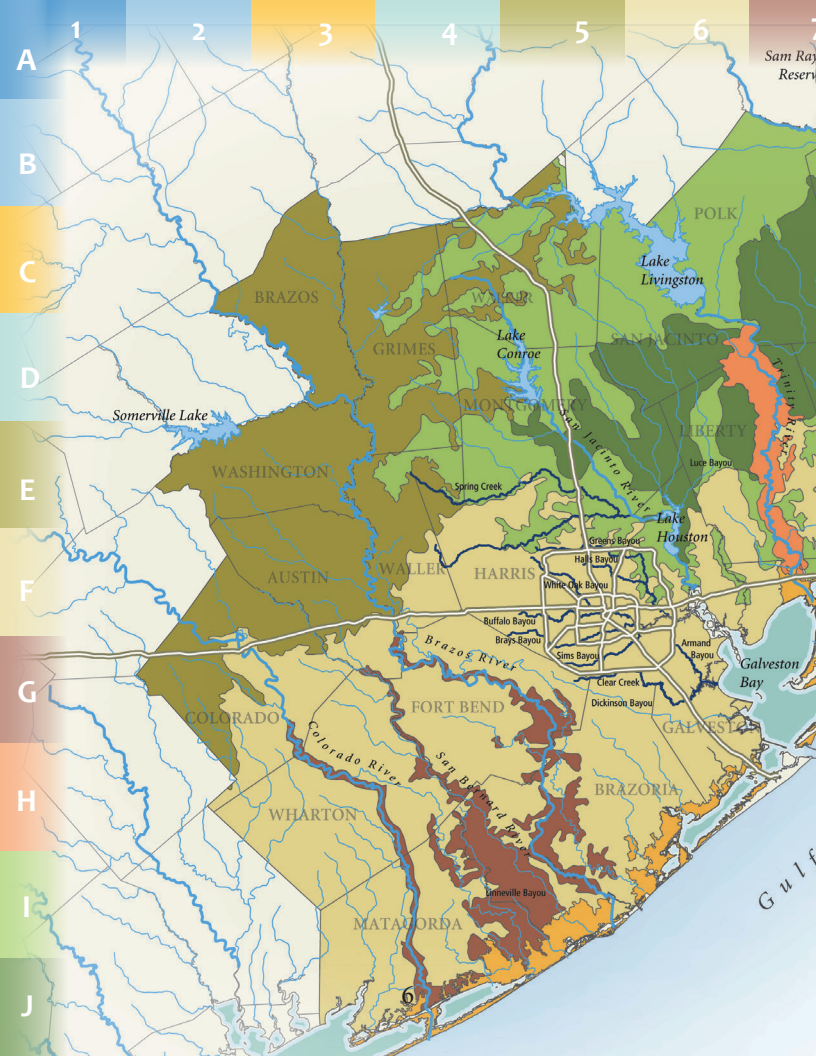 1 2 3 4 5 6 7
A
Sam Ray
Reserv
B
POLK
C
Lake
Livingston
BRAZOS
WALKER
Lake
Conroe
SAN JACINTO
GRIMES
D
Trinity River
MONTGOMERY
Somerville Lake
San Jacinto River
LIBERTY
Luce Bayou
E
WASHINGTON
Spring Creek
Lake
Houston
Greens Bayou
Halls Bayou
F
AUSTIN
WALLER
HARRIS
White Oak Bayou
Buffalo Bayou
Brays Bayou
Brazos River
Sims Bayou
Armand
Bayou
Galveston
Bay
G
Clear Creek
Dickinson Bayou
COLORADO
FORT BEND
GALVESTON
Colorado River
San Bernard River
H
BRAZORIA
WHARTON
I
Linneville Bayou
Gulf
MATAGORDA
J
6